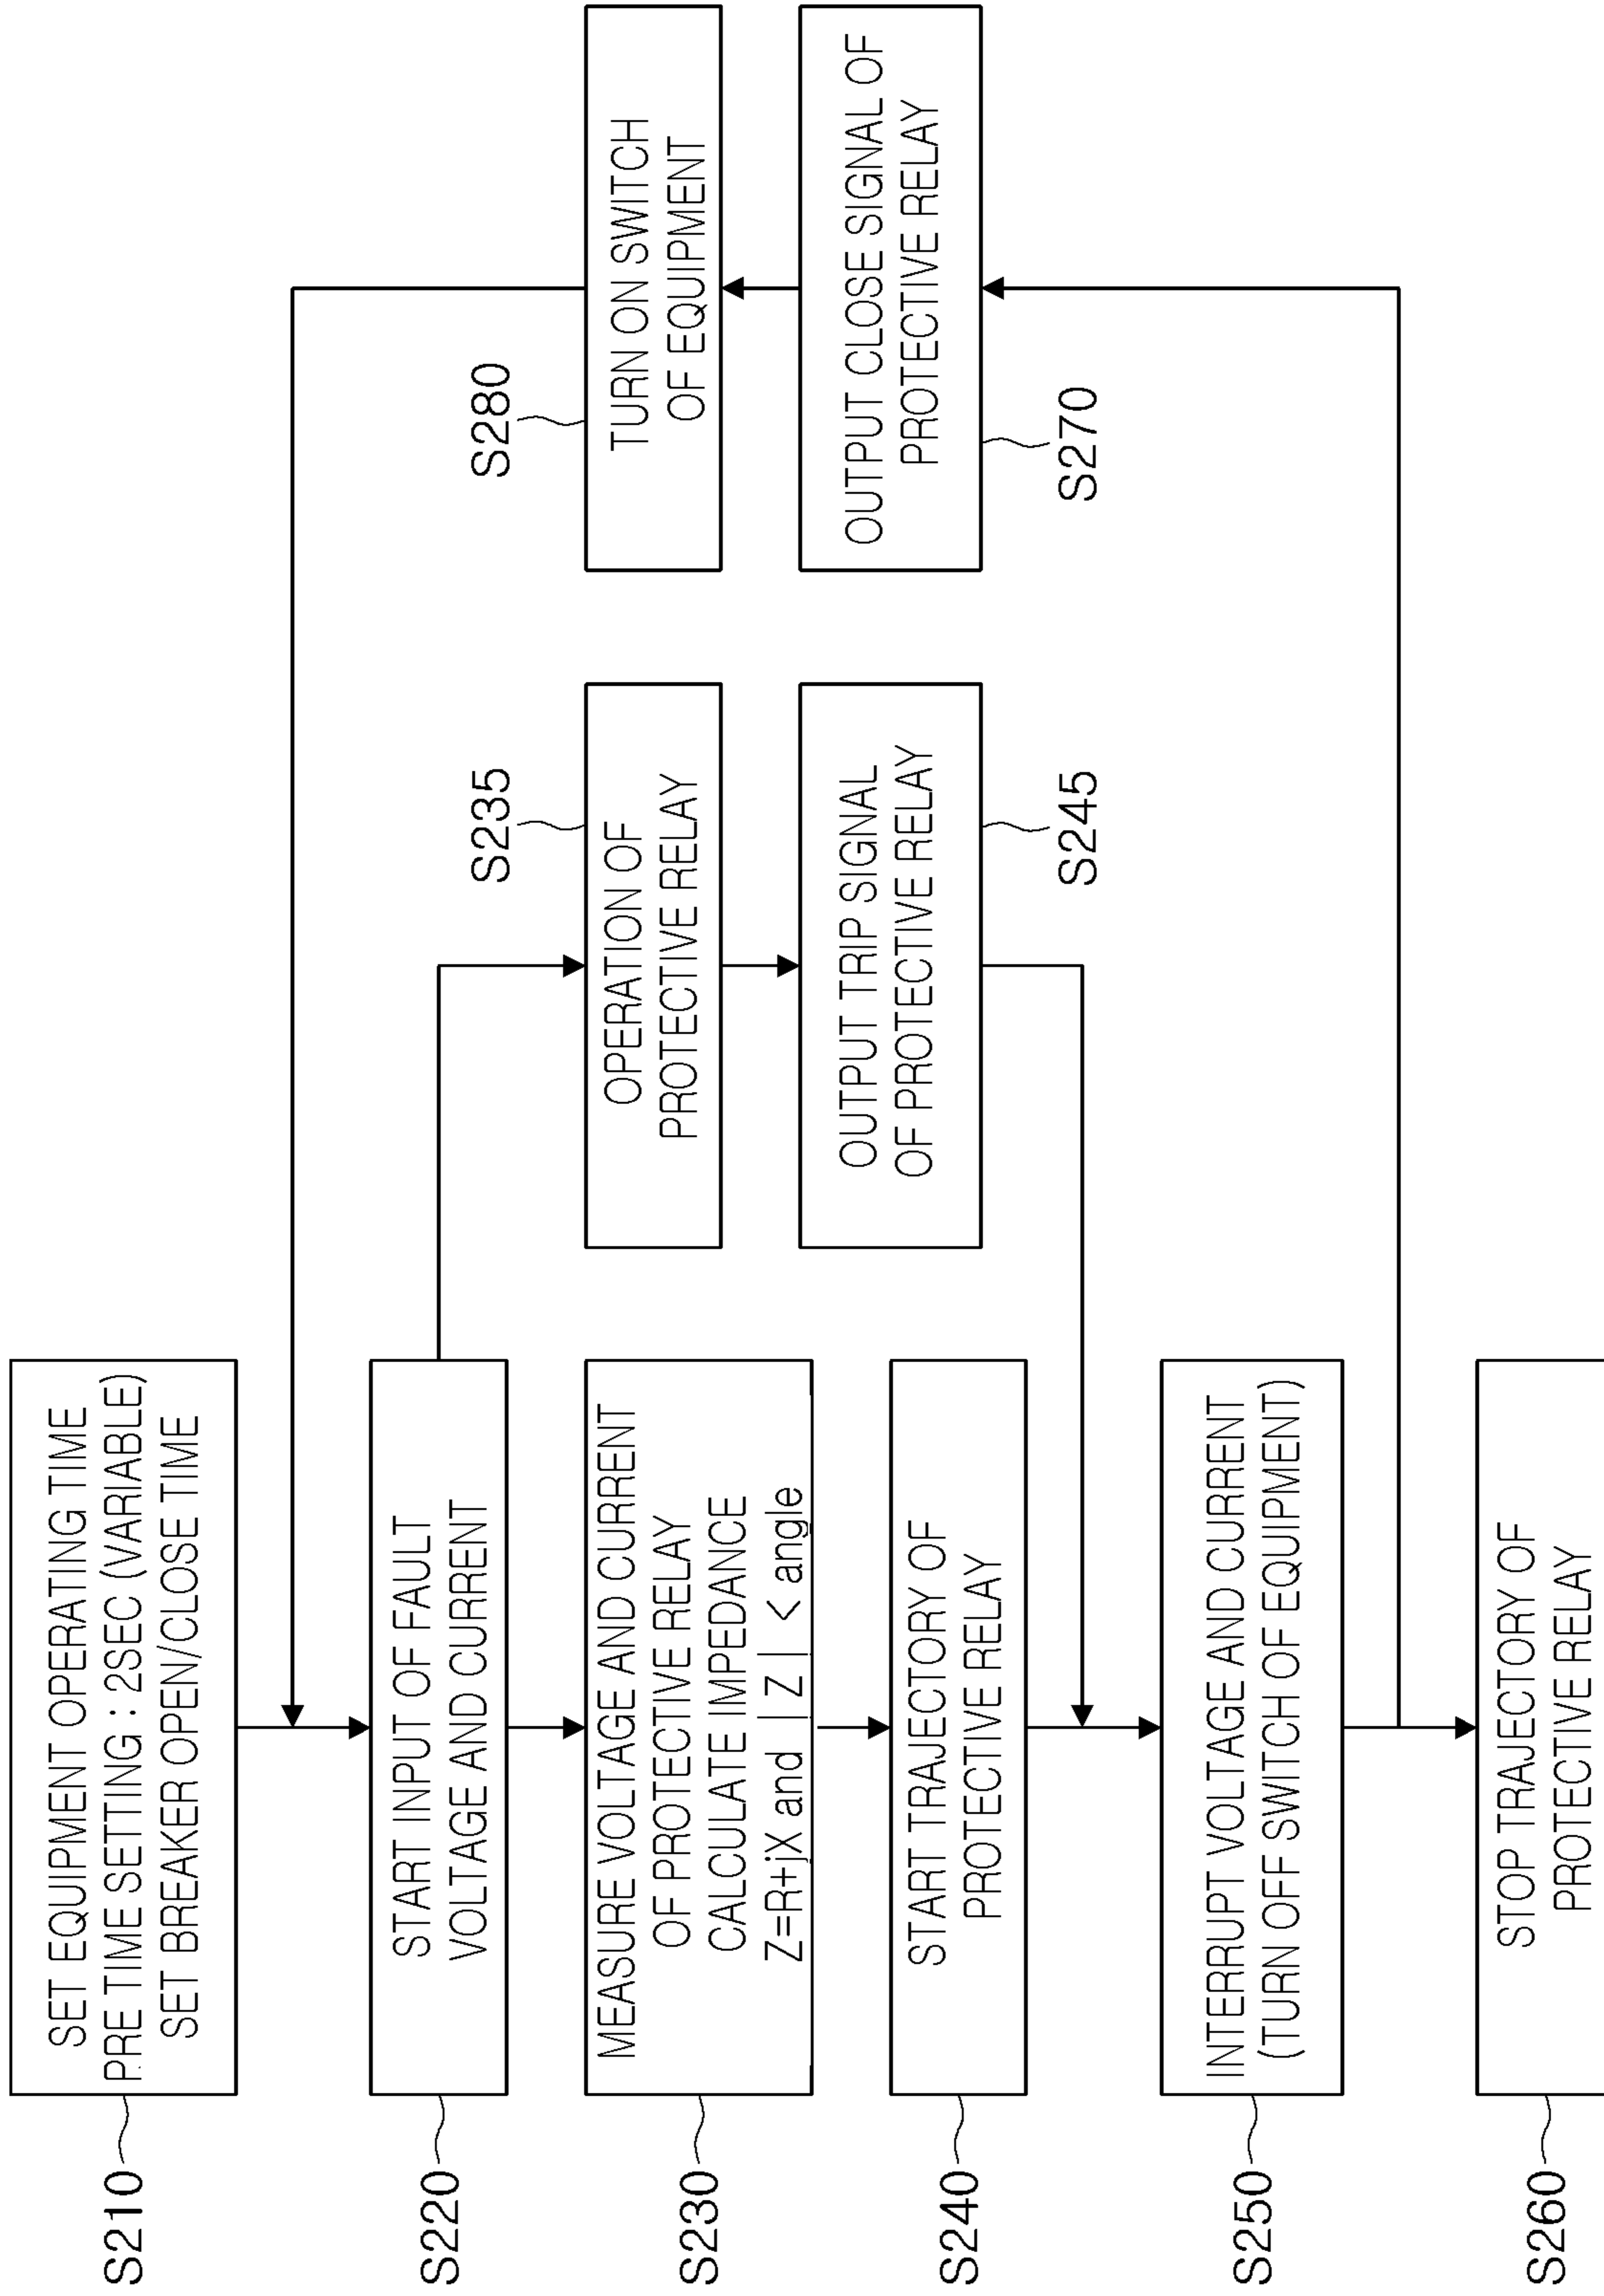 S210
SET EQUIPMENT OPERATING TIME
PRE TIME SETTING : 2SEC (VARIABLE)
SET BREAKER OPEN/CLOSE TIME
S220
START INPUT OF FAULT
VOLTAGE AND CURRENT
S230
MEASURE VOLTAGE AND CURRENT
OF PROTECTIVE RELAY
CALCULATE IMPEDANCE
Z=R+jX and | Z | < angle
S240
START TRAJECTORY OF
PROTECTIVE RELAY
S250
INTERRUPT VOLTAGE AND CURRENT
(TURN OFF SWITCH OF EQUIPMENT)
S260
STOP TRAJECTORY OF
PROTECTIVE RELAY
S235
OPERATION OF
PROTECTIVE RELAY
OUTPUT TRIP SIGNAL
OF PROTECTIVE RELAY
S245
S280
TURN ON SWITCH
OF EQUIPMENT
OUTPUT CLOSE SIGNAL OF
PROTECTIVE RELAY
S270